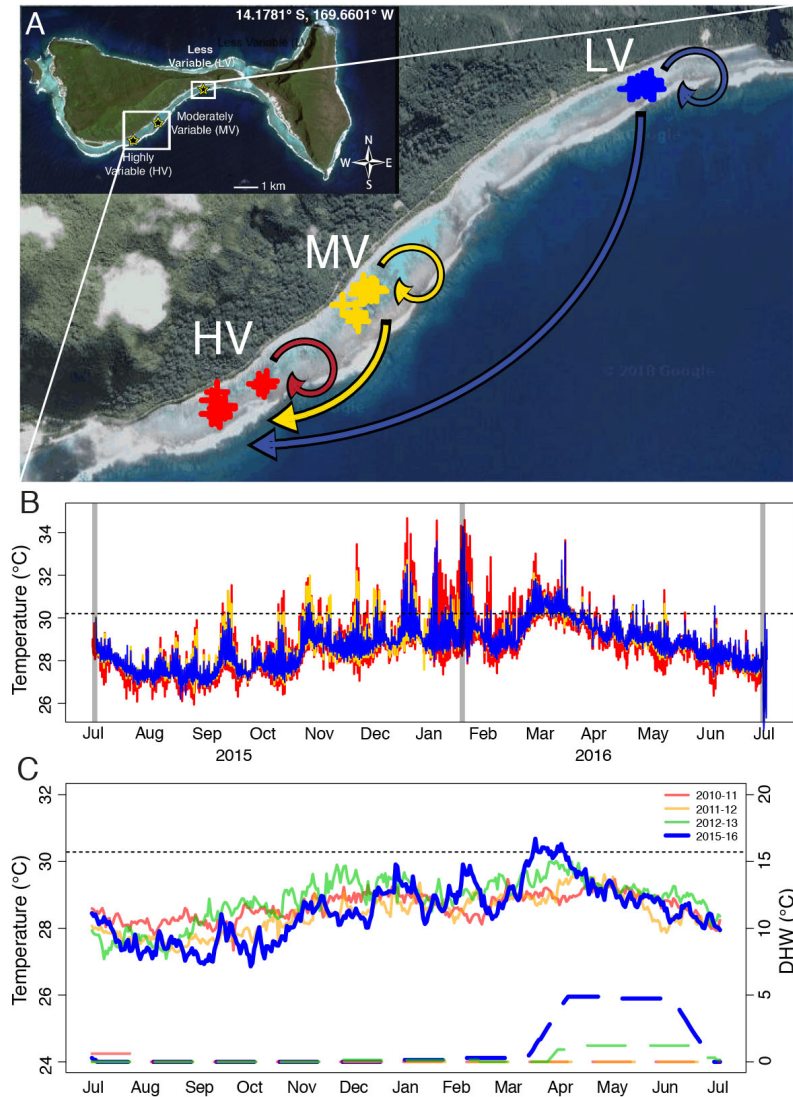 A
14.1781° S, 169.6601° W
Less
Variable (LV)
Less Variable (LV
Moderately
Variable (MV)
Highly
Variable (HV)
N
W
E
S
1 km
LV
MV
HV
© 2018 Google
B
Temperature (°C)
34
32
30
28
26
Jul
Aug
Sep
Oct
Nov
Dec
Jan
Feb
Mar
Apr
May
Jun
Jul
2015
2016
C
Temperature (°C)
32
30
28
26
24
2010-11
2011-12
2012-13
2015-16
20
15
10
5
0
DHW (°C)
Jul
Aug
Sep
Oct
Nov
Dec
Jan
Feb
Mar
Apr
May
Jun
Jul